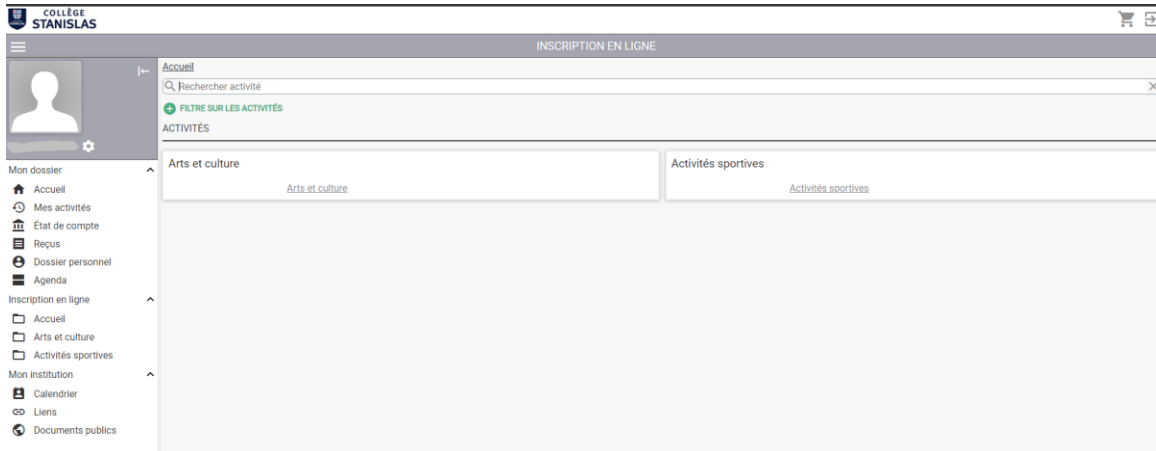 COLLÈGE
STANISLAS
INSCRIPTION EN LIGNE
Accueil
Rechercher activité
FILTRE SUR LES ACTIVITÉS
ACTIVITÉS
Arts et culture
Arts et culture
Activités sportives
Activités sportives
Mon dossier
Accueil
Mes activités
État de compte
Reçus
Dossier personnel
Agenda
Inscription en ligne
Accueil
Arts et culture
Activités sportives
Mon institution
Calendrier
Liens
Documents publics